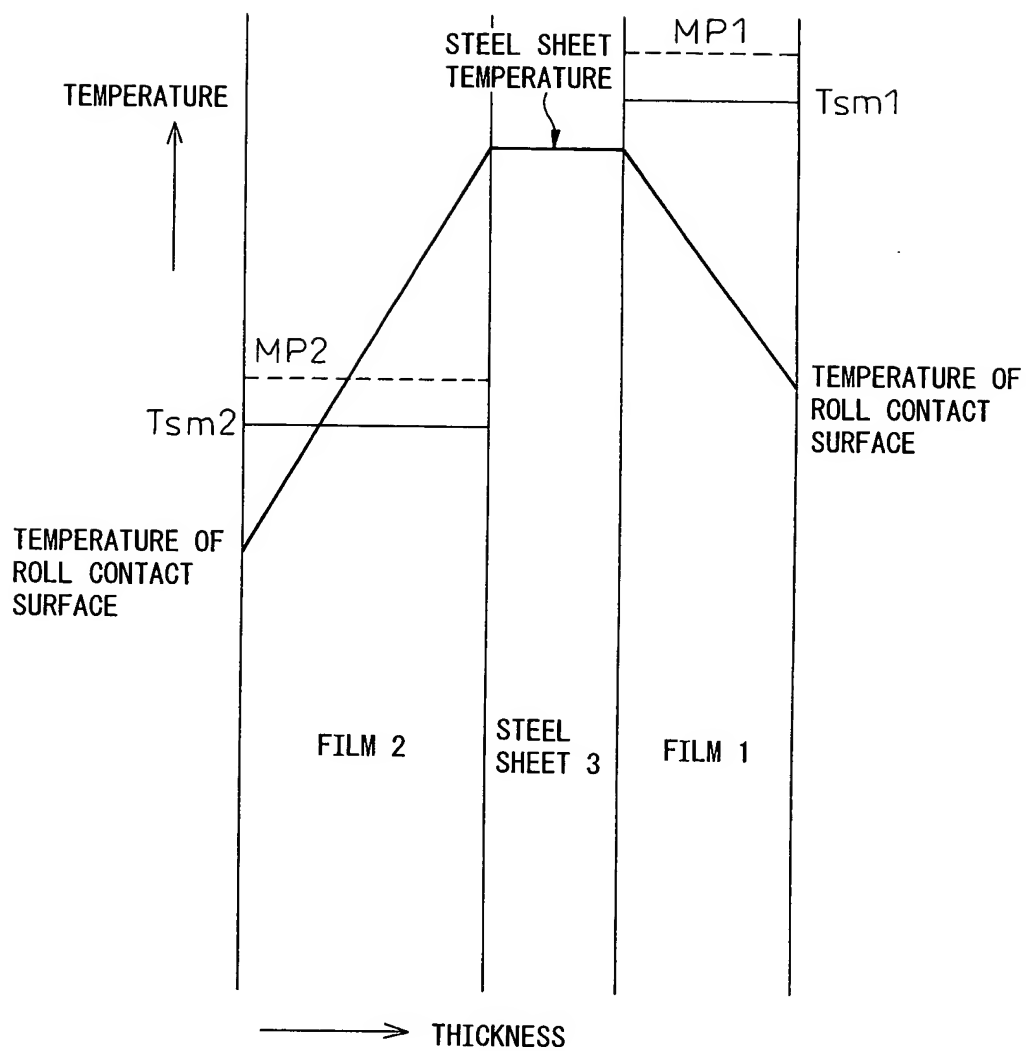 MP1
STEEL SHEET
TEMPERATURE
TEMPERATURE
Tsm1
MP2
Tsm2
TEMPERATURE OF
ROLL CONTACT
SURFACE
TEMPERATURE OF
ROLL CONTACT
SURFACE
FILM 2
STEEL
SHEET 3
FILM 1
THICKNESS